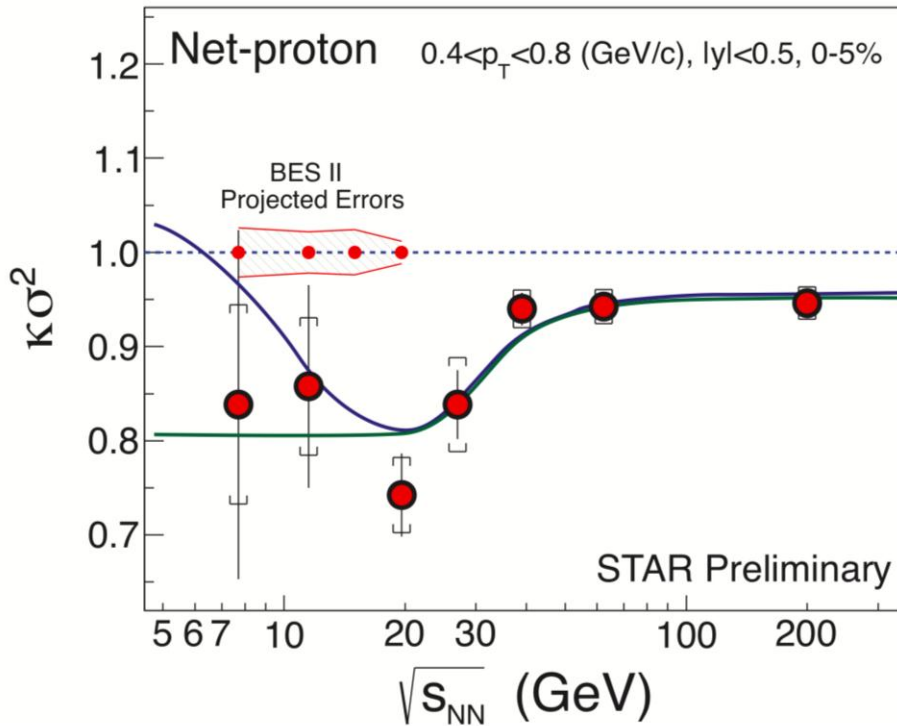 Net-proton
0.4<p_T<0.8 (GeV/c), |y|<0.5, 0-5%
1.2
1.1
1.0
0.9
0.8
0.7
BES II
Projected Errors
κσ²
STAR Preliminary
5 6 7 10 20 30 100 200
√s_NN (GeV)